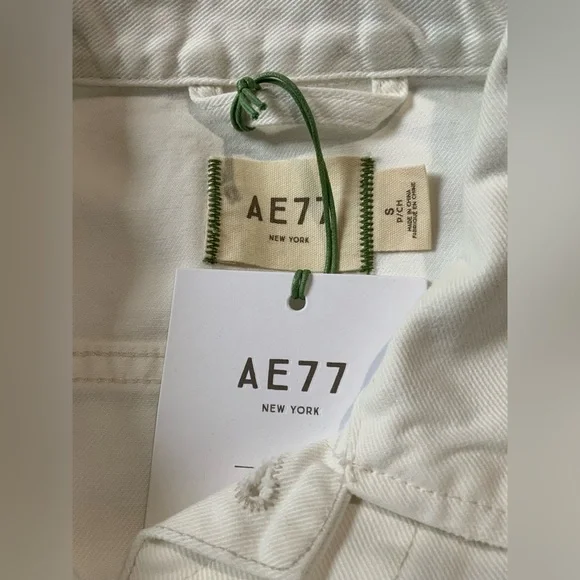 AE77
NEW YORK
S
P/CH
MADE IN CHINA
FABRIQUÉ EN CHINE
AE77
NEW YORK